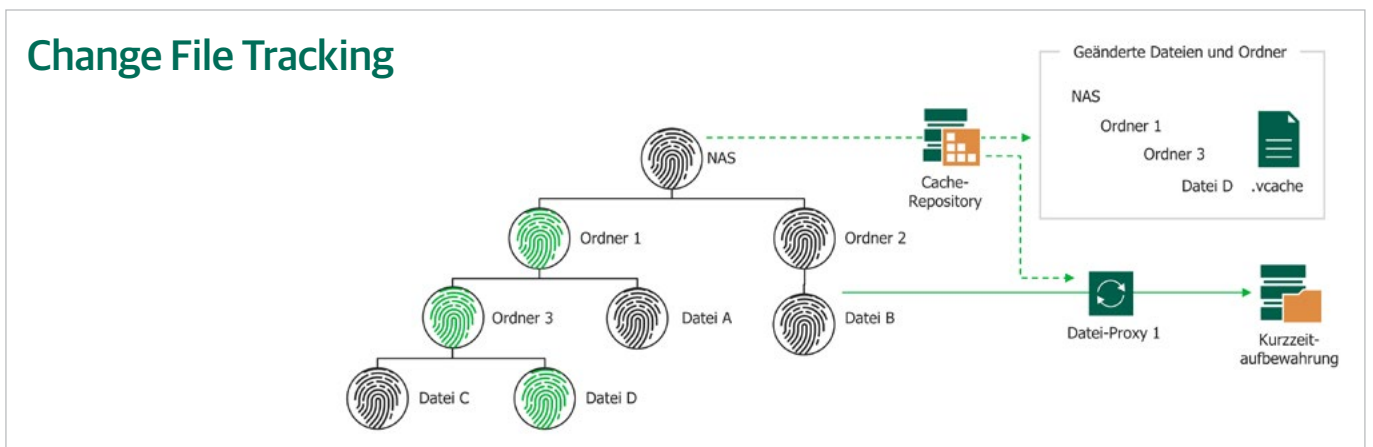 Change File Tracking
Geänderte Dateien und Ordner
NAS
Ordner 1
Ordner 3
Datei D
.vcache
NAS
Cache-
Repository
Ordner 1
Ordner 2
Ordner 3
Datei A
Datei B
Datei-Proxy 1
Kurzzeit-
aufbewahrung
Datei C
Datei D